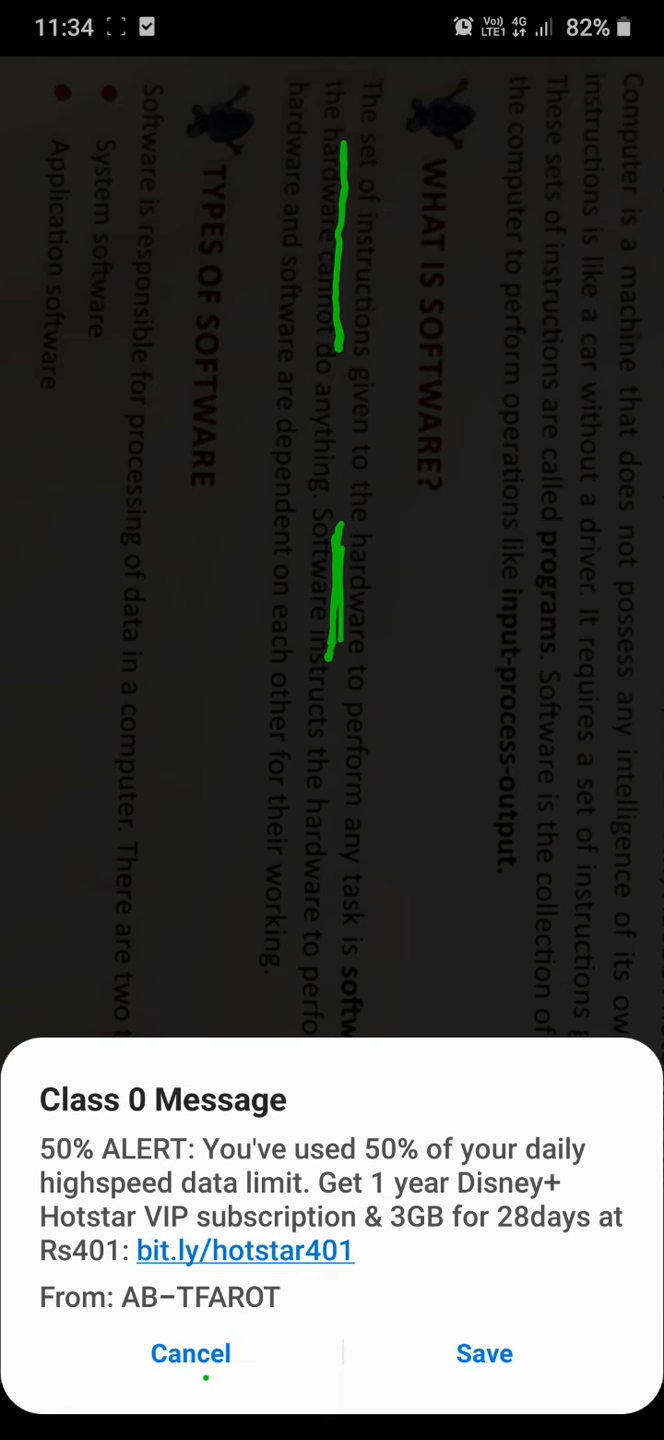 11:34
Vo)) LTE1 4G 82%
Computer is a machine that does not possess any intelligence of its
instructions is like a car without a driver. It requires a set of instructions
These sets of instructions are called programs. Software is the collection of
the computer to perform operations like input-process-output.
WHAT IS SOFTWARE?
The set of instructions given to the hardware to perform any task is
the hardware cannot do anything. Software instructs the hardware to
hardware and software are dependent on each other for their working.
TYPES OF SOFTWARE
Software is responsible for processing of data in a computer. There are two
System software
Application software
Class 0 Message
50% ALERT: You've used 50% of your daily
highspeed data limit. Get 1 year Disney+
Hotstar VIP subscription & 3GB for 28days at
Rs401: bit.ly/hotstar401
From: AB-TFAROT
Cancel Save